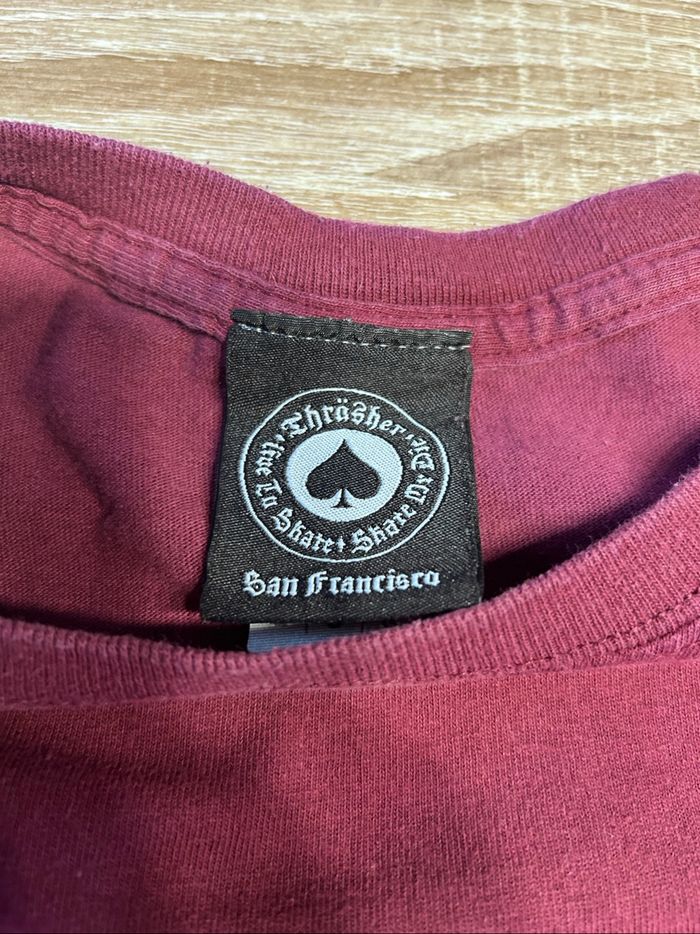 Thräsher
Live To Skate
Skate Or Die
San Francisco